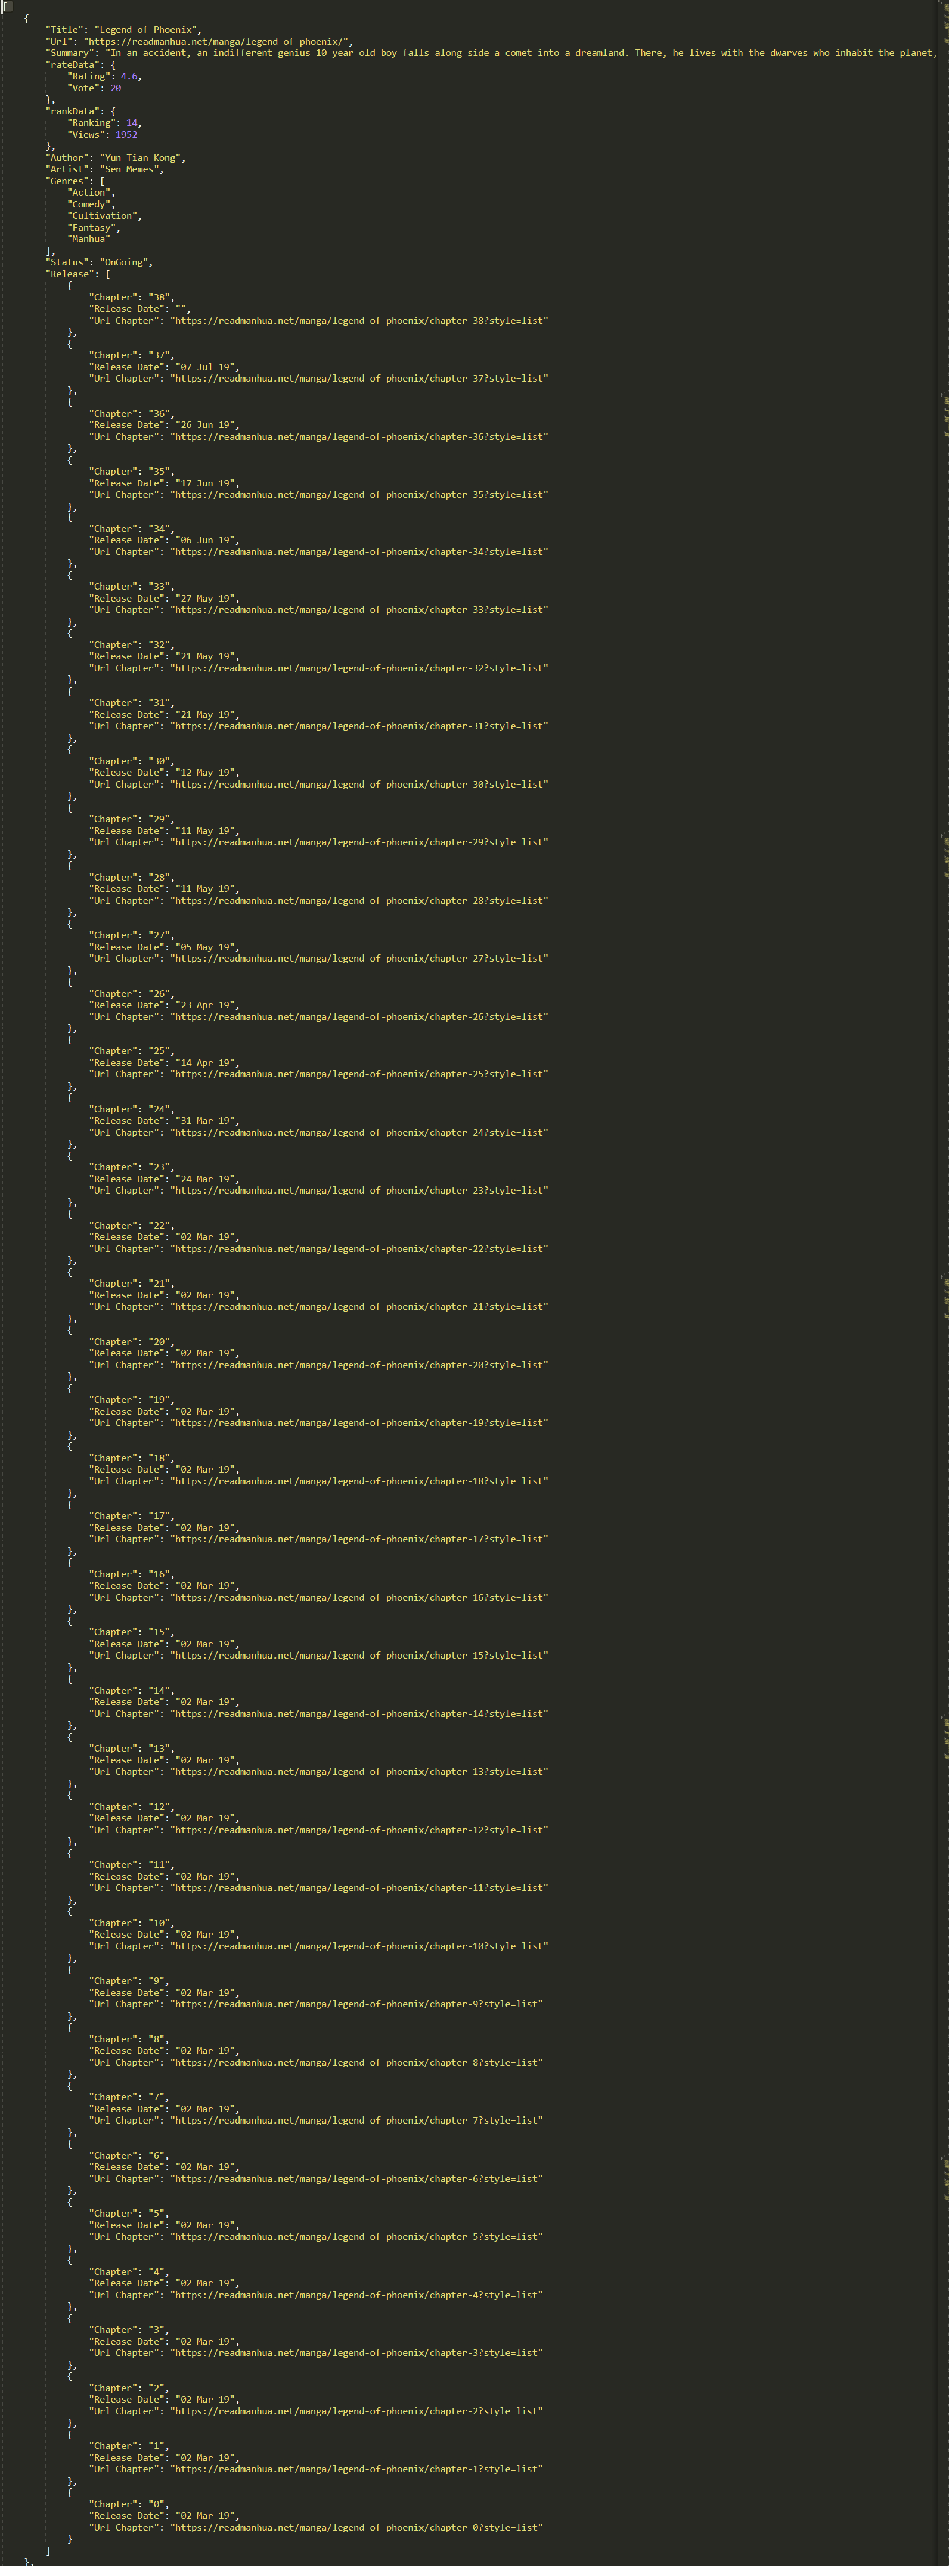 [
{
"Title": "Legend of Phoenix",
"Url": "https://readmanhua.net/manga/legend-of-phoenix/",
"Summary": "In an accident, an indifferent genius 10 year old boy falls along side a comet into a dreamland. There, he lives with the dwarves who inhabit the planet,
"rateData": {
"Rating": 4.6,
"Vote": 20
},
"rankData": {
"Ranking": 14,
"Views": 1952
},
"Author": "Yun Tian Kong",
"Artist": "Sen Memes",
"Genres": [
"Action",
"Comedy",
"Cultivation",
"Fantasy",
"Manhua"
],
"Status": "OnGoing",
"Release": [
{
"Chapter": "38",
"Release Date": "",
"Url Chapter": "https://readmanhua.net/manga/legend-of-phoenix/chapter-38?style=list"
},
{
"Chapter": "37",
"Release Date": "07 Jul 19",
"Url Chapter": "https://readmanhua.net/manga/legend-of-phoenix/chapter-37?style=list"
},
{
"Chapter": "36",
"Release Date": "26 Jun 19",
"Url Chapter": "https://readmanhua.net/manga/legend-of-phoenix/chapter-36?style=list"
},
{
"Chapter": "35",
"Release Date": "17 Jun 19",
"Url Chapter": "https://readmanhua.net/manga/legend-of-phoenix/chapter-35?style=list"
},
{
"Chapter": "34",
"Release Date": "06 Jun 19",
"Url Chapter": "https://readmanhua.net/manga/legend-of-phoenix/chapter-34?style=list"
},
{
"Chapter": "33",
"Release Date": "27 May 19",
"Url Chapter": "https://readmanhua.net/manga/legend-of-phoenix/chapter-33?style=list"
},
{
"Chapter": "32",
"Release Date": "21 May 19",
"Url Chapter": "https://readmanhua.net/manga/legend-of-phoenix/chapter-32?style=list"
},
{
"Chapter": "31",
"Release Date": "21 May 19",
"Url Chapter": "https://readmanhua.net/manga/legend-of-phoenix/chapter-31?style=list"
},
{
"Chapter": "30",
"Release Date": "12 May 19",
"Url Chapter": "https://readmanhua.net/manga/legend-of-phoenix/chapter-30?style=list"
},
{
"Chapter": "29",
"Release Date": "11 May 19",
"Url Chapter": "https://readmanhua.net/manga/legend-of-phoenix/chapter-29?style=list"
},
{
"Chapter": "28",
"Release Date": "11 May 19",
"Url Chapter": "https://readmanhua.net/manga/legend-of-phoenix/chapter-28?style=list"
},
{
"Chapter": "27",
"Release Date": "05 May 19",
"Url Chapter": "https://readmanhua.net/manga/legend-of-phoenix/chapter-27?style=list"
},
{
"Chapter": "26",
"Release Date": "23 Apr 19",
"Url Chapter": "https://readmanhua.net/manga/legend-of-phoenix/chapter-26?style=list"
},
{
"Chapter": "25",
"Release Date": "14 Apr 19",
"Url Chapter": "https://readmanhua.net/manga/legend-of-phoenix/chapter-25?style=list"
},
{
"Chapter": "24",
"Release Date": "31 Mar 19",
"Url Chapter": "https://readmanhua.net/manga/legend-of-phoenix/chapter-24?style=list"
},
{
"Chapter": "23",
"Release Date": "24 Mar 19",
"Url Chapter": "https://readmanhua.net/manga/legend-of-phoenix/chapter-23?style=list"
},
{
"Chapter": "22",
"Release Date": "02 Mar 19",
"Url Chapter": "https://readmanhua.net/manga/legend-of-phoenix/chapter-22?style=list"
},
{
"Chapter": "21",
"Release Date": "02 Mar 19",
"Url Chapter": "https://readmanhua.net/manga/legend-of-phoenix/chapter-21?style=list"
},
{
"Chapter": "20",
"Release Date": "02 Mar 19",
"Url Chapter": "https://readmanhua.net/manga/legend-of-phoenix/chapter-20?style=list"
},
{
"Chapter": "19",
"Release Date": "02 Mar 19",
"Url Chapter": "https://readmanhua.net/manga/legend-of-phoenix/chapter-19?style=list"
},
{
"Chapter": "18",
"Release Date": "02 Mar 19",
"Url Chapter": "https://readmanhua.net/manga/legend-of-phoenix/chapter-18?style=list"
},
{
"Chapter": "17",
"Release Date": "02 Mar 19",
"Url Chapter": "https://readmanhua.net/manga/legend-of-phoenix/chapter-17?style=list"
},
{
"Chapter": "16",
"Release Date": "02 Mar 19",
"Url Chapter": "https://readmanhua.net/manga/legend-of-phoenix/chapter-16?style=list"
},
{
"Chapter": "15",
"Release Date": "02 Mar 19",
"Url Chapter": "https://readmanhua.net/manga/legend-of-phoenix/chapter-15?style=list"
},
{
"Chapter": "14",
"Release Date": "02 Mar 19",
"Url Chapter": "https://readmanhua.net/manga/legend-of-phoenix/chapter-14?style=list"
},
{
"Chapter": "13",
"Release Date": "02 Mar 19",
"Url Chapter": "https://readmanhua.net/manga/legend-of-phoenix/chapter-13?style=list"
},
{
"Chapter": "12",
"Release Date": "02 Mar 19",
"Url Chapter": "https://readmanhua.net/manga/legend-of-phoenix/chapter-12?style=list"
},
{
"Chapter": "11",
"Release Date": "02 Mar 19",
"Url Chapter": "https://readmanhua.net/manga/legend-of-phoenix/chapter-11?style=list"
},
{
"Chapter": "10",
"Release Date": "02 Mar 19",
"Url Chapter": "https://readmanhua.net/manga/legend-of-phoenix/chapter-10?style=list"
},
{
"Chapter": "9",
"Release Date": "02 Mar 19",
"Url Chapter": "https://readmanhua.net/manga/legend-of-phoenix/chapter-9?style=list"
},
{
"Chapter": "8",
"Release Date": "02 Mar 19",
"Url Chapter": "https://readmanhua.net/manga/legend-of-phoenix/chapter-8?style=list"
},
{
"Chapter": "7",
"Release Date": "02 Mar 19",
"Url Chapter": "https://readmanhua.net/manga/legend-of-phoenix/chapter-7?style=list"
},
{
"Chapter": "6",
"Release Date": "02 Mar 19",
"Url Chapter": "https://readmanhua.net/manga/legend-of-phoenix/chapter-6?style=list"
},
{
"Chapter": "5",
"Release Date": "02 Mar 19",
"Url Chapter": "https://readmanhua.net/manga/legend-of-phoenix/chapter-5?style=list"
},
{
"Chapter": "4",
"Release Date": "02 Mar 19",
"Url Chapter": "https://readmanhua.net/manga/legend-of-phoenix/chapter-4?style=list"
},
{
"Chapter": "3",
"Release Date": "02 Mar 19",
"Url Chapter": "https://readmanhua.net/manga/legend-of-phoenix/chapter-3?style=list"
},
{
"Chapter": "2",
"Release Date": "02 Mar 19",
"Url Chapter": "https://readmanhua.net/manga/legend-of-phoenix/chapter-2?style=list"
},
{
"Chapter": "1",
"Release Date": "02 Mar 19",
"Url Chapter": "https://readmanhua.net/manga/legend-of-phoenix/chapter-1?style=list"
},
{
"Chapter": "0",
"Release Date": "02 Mar 19",
"Url Chapter": "https://readmanhua.net/manga/legend-of-phoenix/chapter-0?style=list"
}
]
},